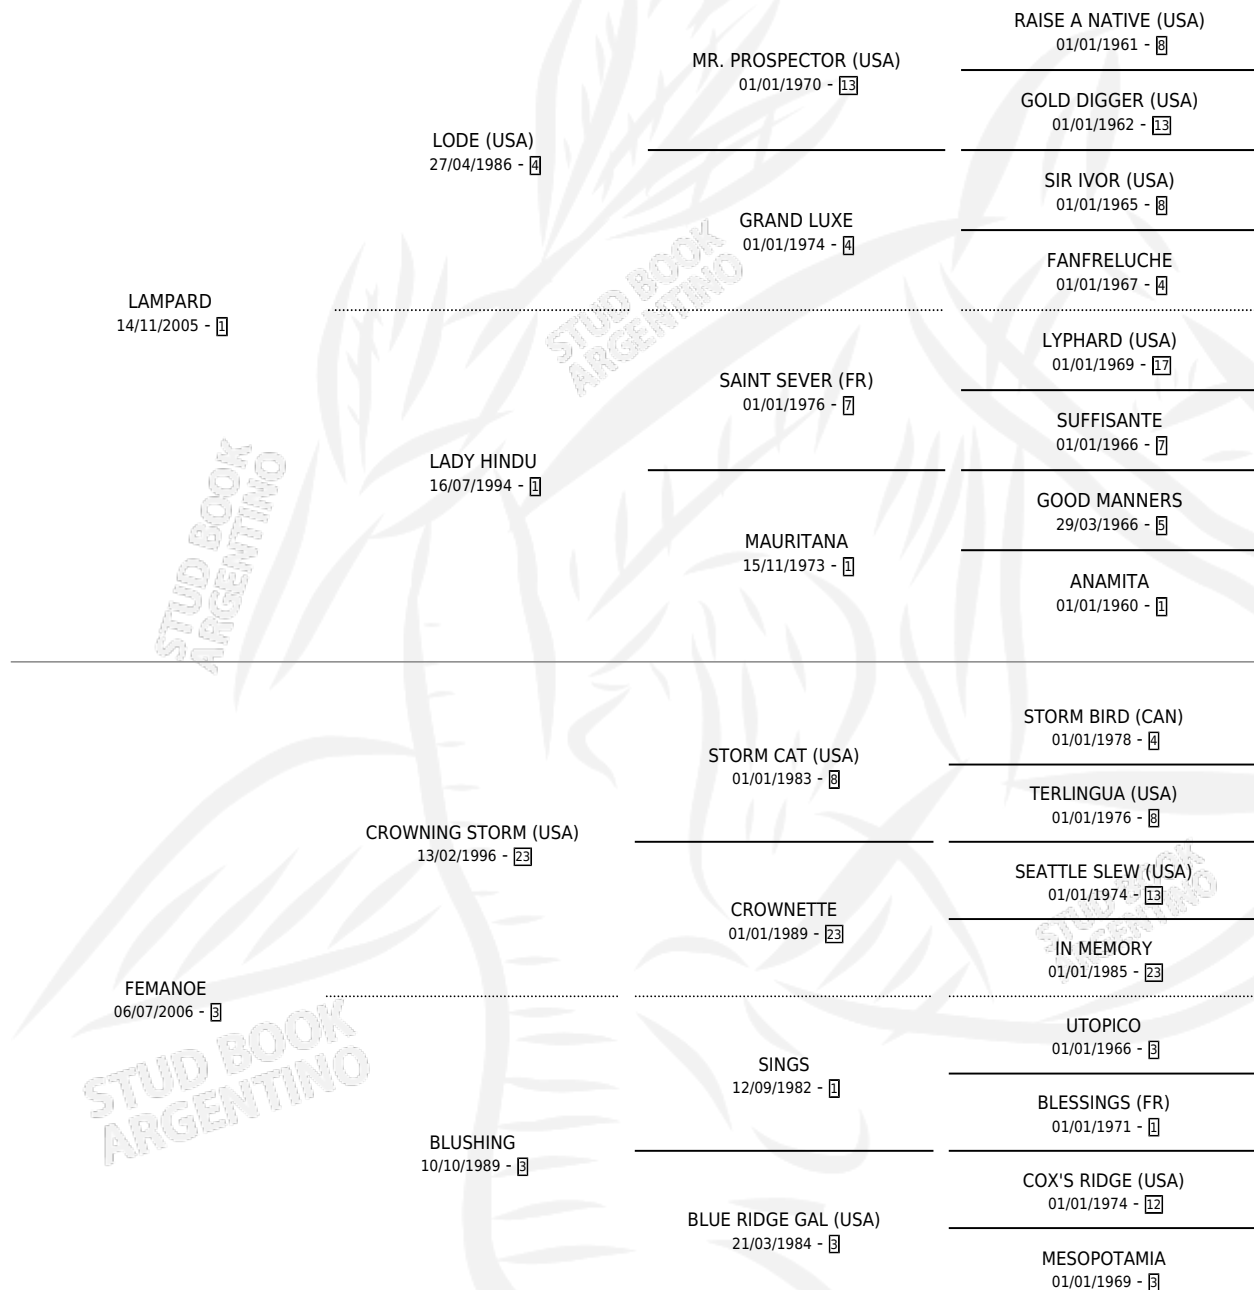 RAISE A NATIVE (USA)
01/01/1961 - 8
MR. PROSPECTOR (USA)
01/01/1970 - 13
GOLD DIGGER (USA)
01/01/1962 - 13
LODE (USA)
27/04/1986 - 4
SIR IVOR (USA)
01/01/1965 - 8
GRAND LUXE
01/01/1974 - 4
FANFRELUCHE
01/01/1967 - 4
LAMPARD
14/11/2005 - 1
LYPHARD (USA)
01/01/1969 - 17
SAINT SEVER (FR)
01/01/1976 - 7
SUFFISANTE
01/01/1966 - 7
LADY HINDU
16/07/1994 - 1
GOOD MANNERS
29/03/1966 - 5
MAURITANA
15/11/1973 - 1
ANAMITA
01/01/1960 - 1
STORM BIRD (CAN)
01/01/1978 - 4
STORM CAT (USA)
01/01/1983 - 8
TERLINGUA (USA)
01/01/1976 - 8
CROWNING STORM (USA)
13/02/1996 - 23
SEATTLE SLEW (USA)
01/01/1974 - 13
CROWNETTE
01/01/1989 - 23
IN MEMORY
01/01/1985 - 23
FEMANOE
06/07/2006 - 3
UTOPICO
01/01/1966 - 3
SINGS
12/09/1982 - 1
BLESSINGS (FR)
01/01/1971 - 1
BLUSHING
10/10/1989 - 3
COX'S RIDGE (USA)
01/01/1974 - 12
BLUE RIDGE GAL (USA)
21/03/1984 - 3
MESOPOTAMIA
01/01/1969 - 3
STUD BOOK
ARGENTINO
STUD BOOK
ARGENTINO
STUD BOOK
ARGENTINO
STUD BOOK
ARGENTINO